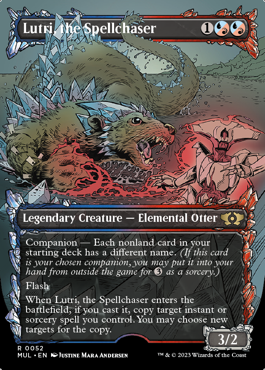 Lutri, the Spellchaser 1
Legendary Creature — Elemental Otter
Companion — Each nonland card in your
starting deck has a different name. (If this card
is your chosen companion, you may put it into your
hand from outside the game for 3 as a sorcery.)
Flash
When Lutri, the Spellchaser enters the
battlefield, if you cast it, copy target instant or
sorcery spell you control. You may choose new
targets for the copy.
3/2
R 0052
MUL • EN Justine Mara Andersen
™ & © 2023 Wizards of the Coast